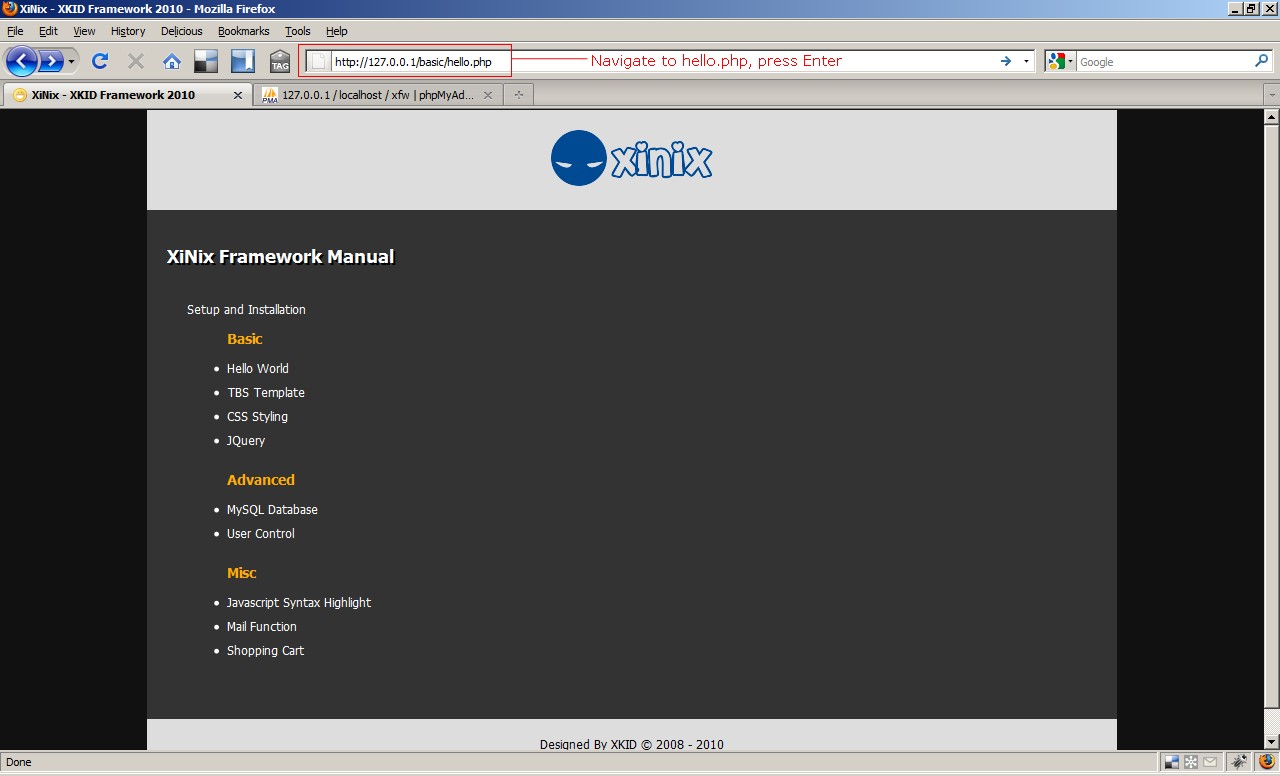 XiNix - XKID Framework 2010 - Mozilla Firefox
File Edit View History Delicious Bookmarks Tools Help
TAG http://127.0.0.1/basic/hello.php Navigate to hello.php, press Enter Google
XiNix - XKID Framework 2010 PMA 127.0.0.1 / localhost / xfw | phpMyAd...
xinix
XiNix Framework Manual
Setup and Installation
Basic
• Hello World
• TBS Template
• CSS Styling
• JQuery
Advanced
• MySQL Database
• User Control
Misc
• Javascript Syntax Highlight
• Mail Function
• Shopping Cart
Designed By XKID © 2008 - 2010
Done